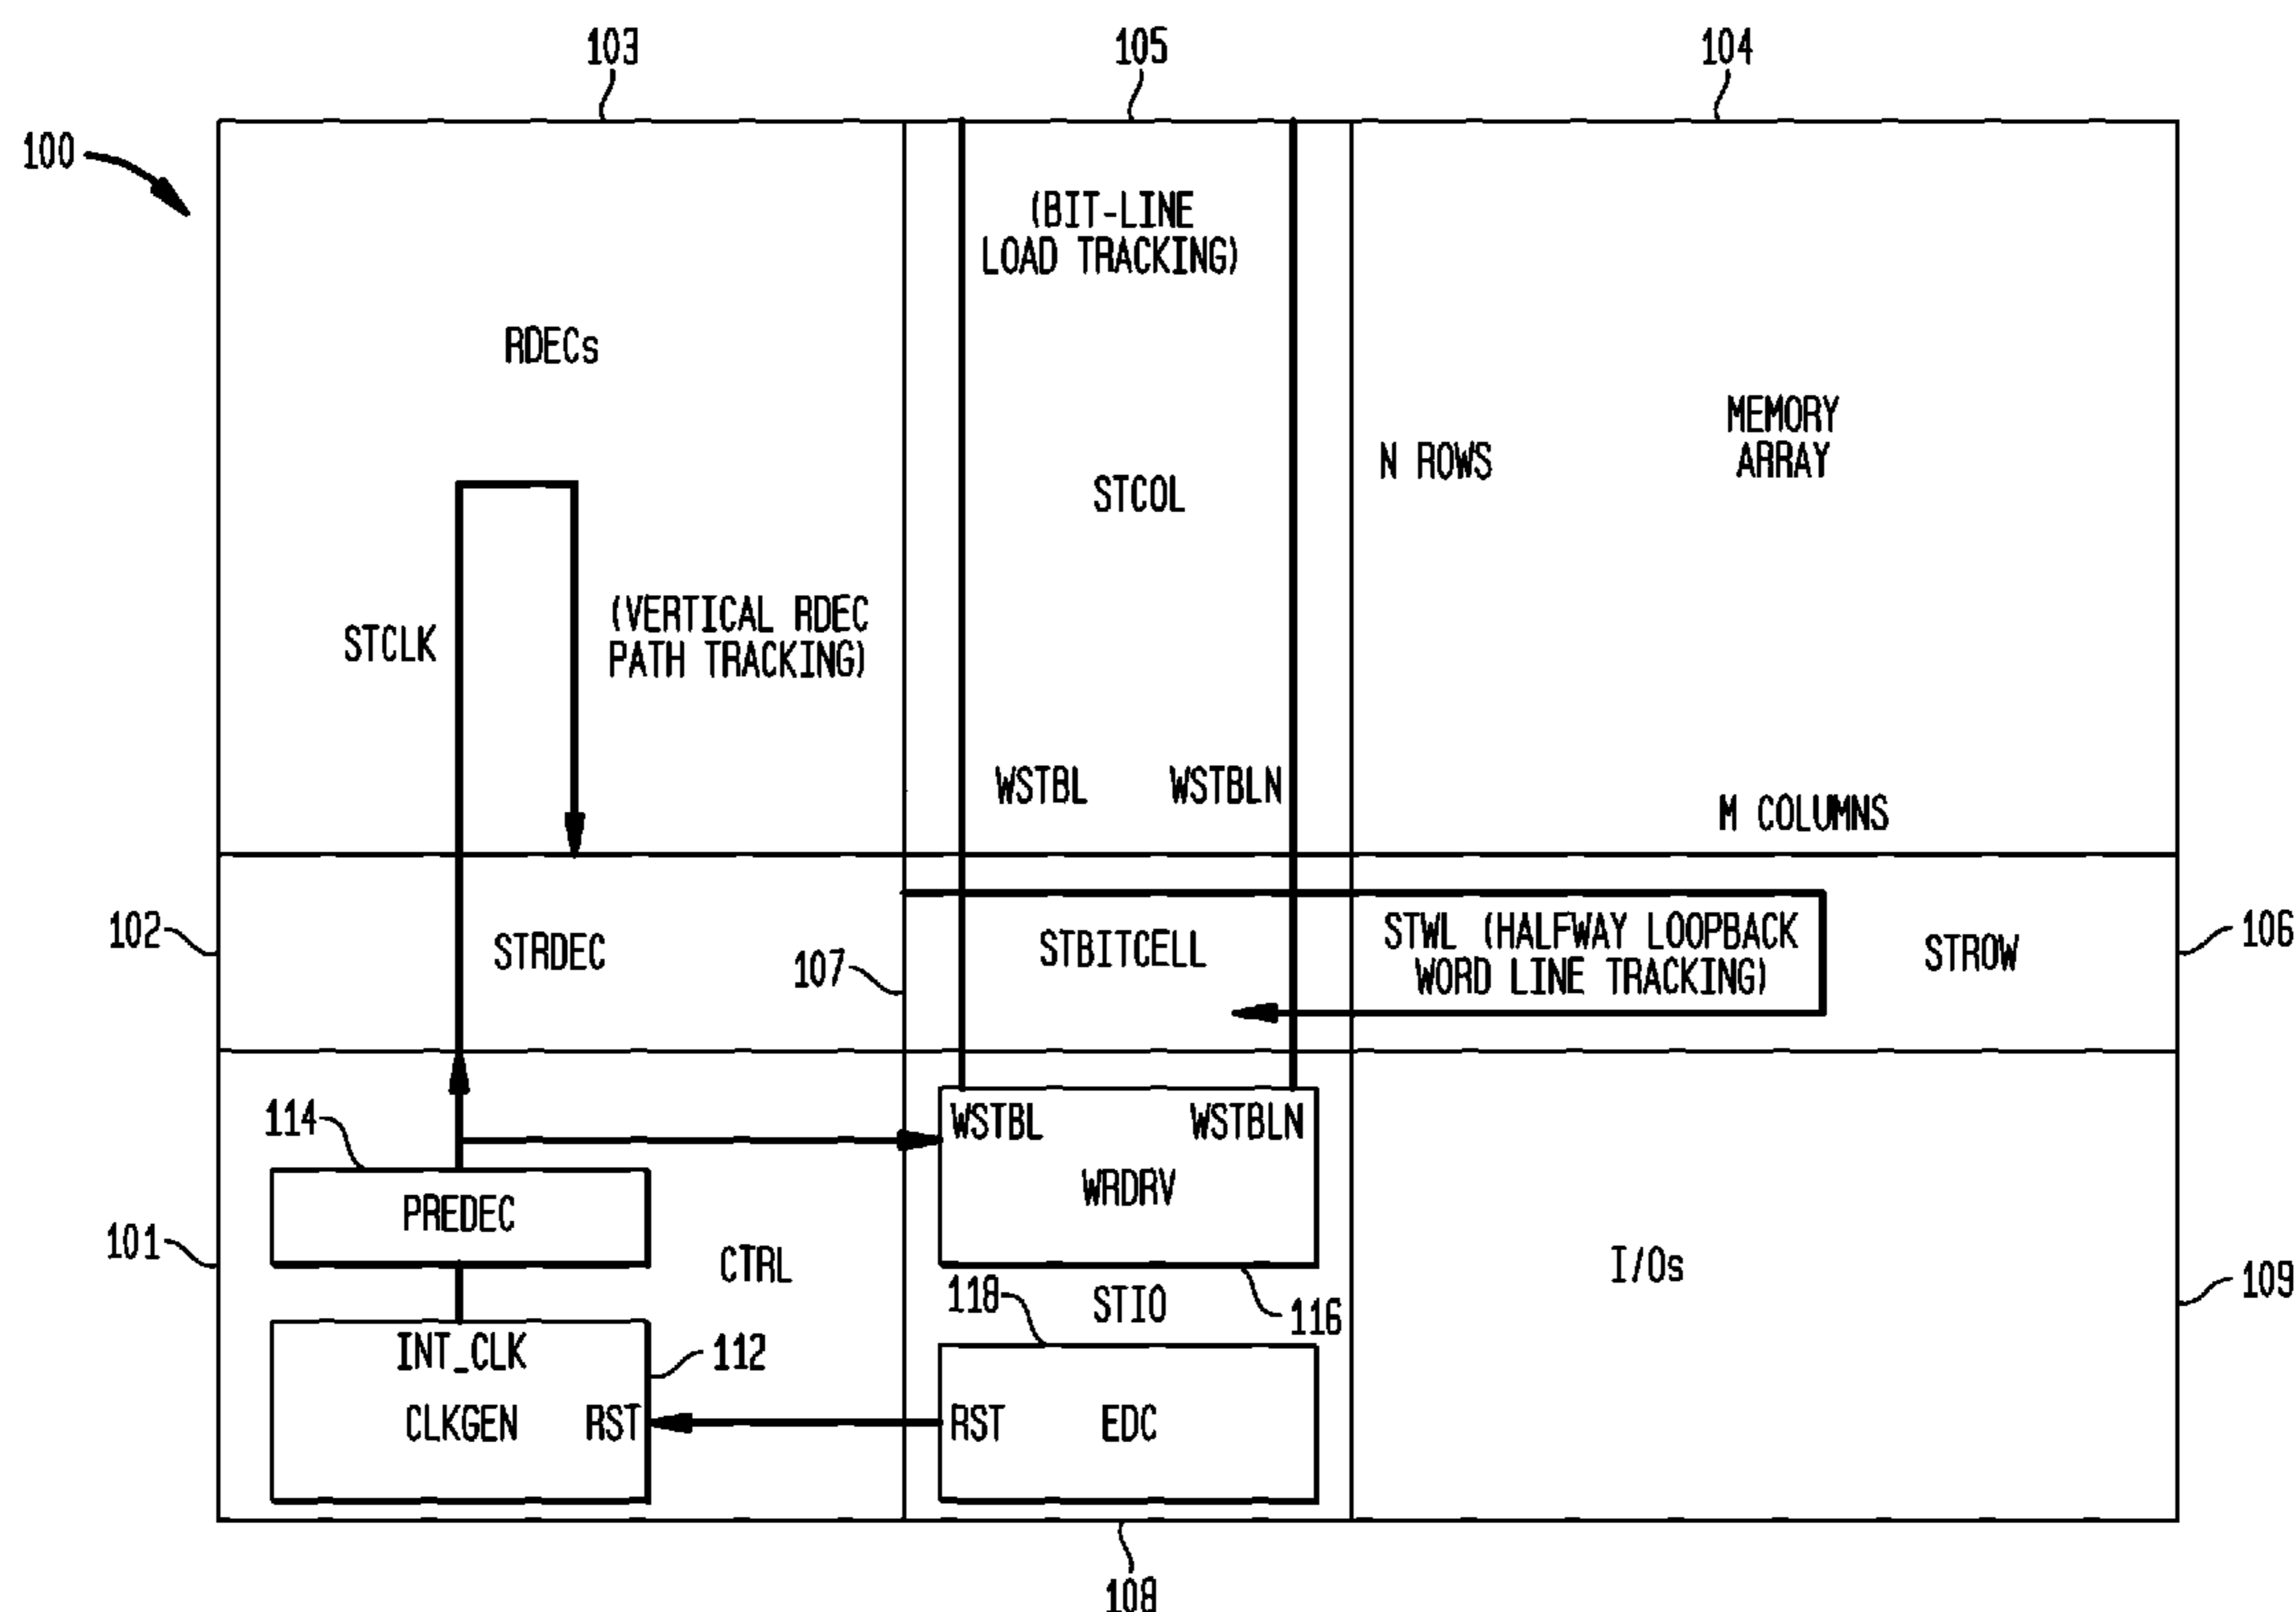 103
105
104
100
(BIT-LINE
LOAD TRACKING)
RDECs
MEMORY
ARRAY
N ROWS
STCOL
STCLK
(VERTICAL RDEC
PATH TRACKING)
WSTBL
WSTBLN
M COLUMNS
102
STRDEC
107
STBITCELL
STWL (HALFWAY LOOPBACK
WORD LINE TRACKING)
STROW
106
114
WSTBL
WSTBLN
PREDEC
WRDRV
101
CTRL
I/Os
109
118
STIO
116
INT_CLK
112
CLKGEN
RST
RST
EDC
108